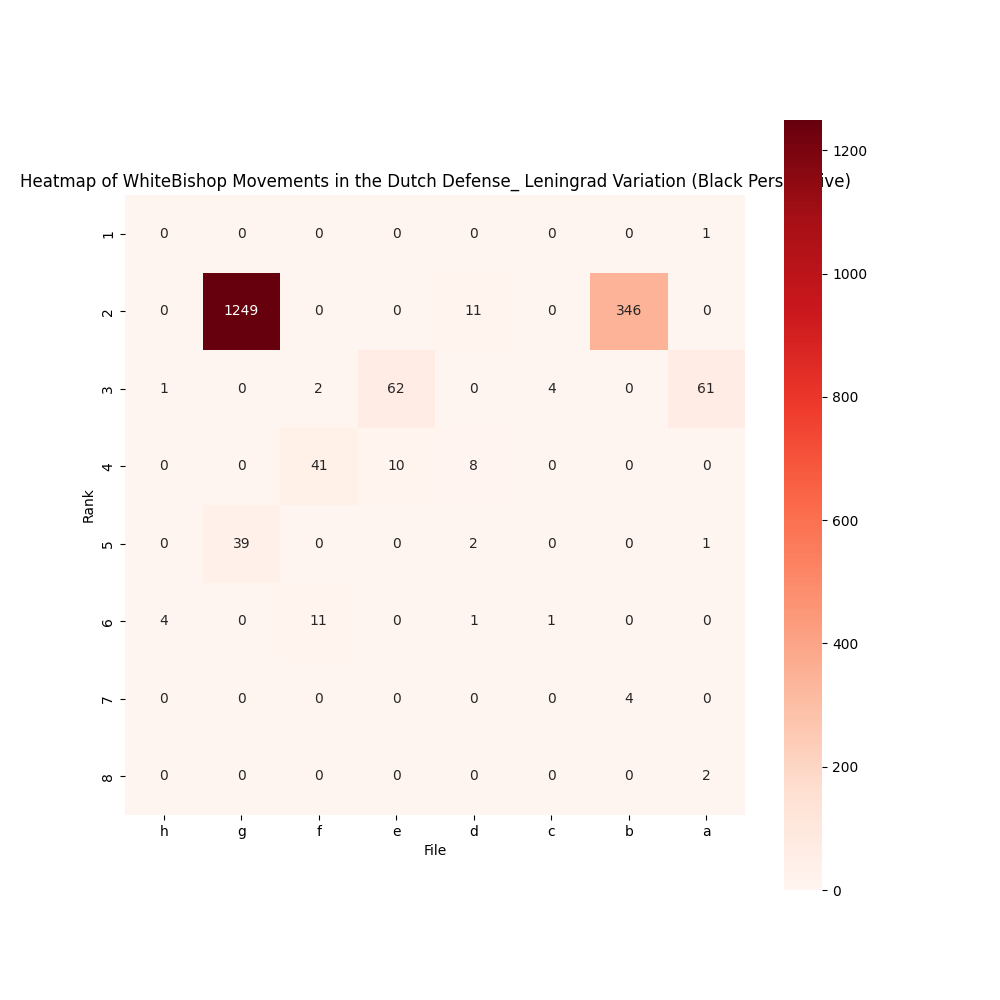 Heatmap of WhiteBishop Movements in the Dutch Defense_ Leningrad Variation (Black Pers ive)
1 0 0 0 0 0 0 0 1
2 0 1249 0 0 11 0 346 0
3 1 0 2 62 0 4 0 61
4 0 0 41 10 8 0 0 0
5 0 39 0 0 2 0 0 1
6 4 0 11 0 1 1 0 0
7 0 0 0 0 0 0 4 0
8 0 0 0 0 0 0 0 2
h g f e d c b a
File
Rank
1200
1000
800
600
400
200
0